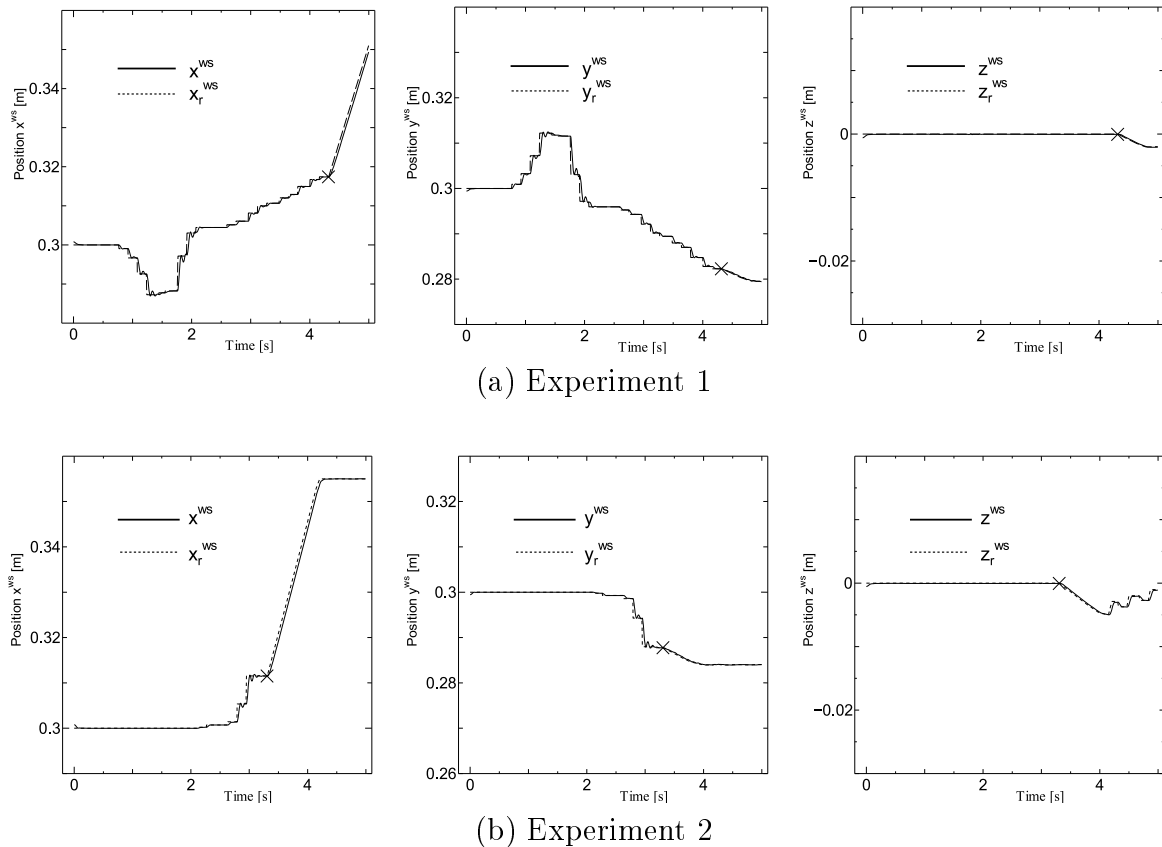 Position x^ws [m]
0.34
0.32
0.3
x^ws
x_r^ws
0 2 4
Time [s]
Position y^ws [m]
0.32
0.3
0.28
y^ws
y_r^ws
0 2 4
Time [s]
Position z^ws [m]
0
−0.02
z^ws
z_r^ws
0 2 4
Time [s]
(a) Experiment 1
Position x^ws [m]
0.34
0.32
0.3
x^ws
x_r^ws
0 2 4
Time [s]
Position y^ws [m]
0.32
0.3
0.28
0.26
y^ws
y_r^ws
0 2 4
Time [s]
Position z^ws [m]
0
−0.02
z^ws
z_r^ws
0 2 4
Time [s]
(b) Experiment 2